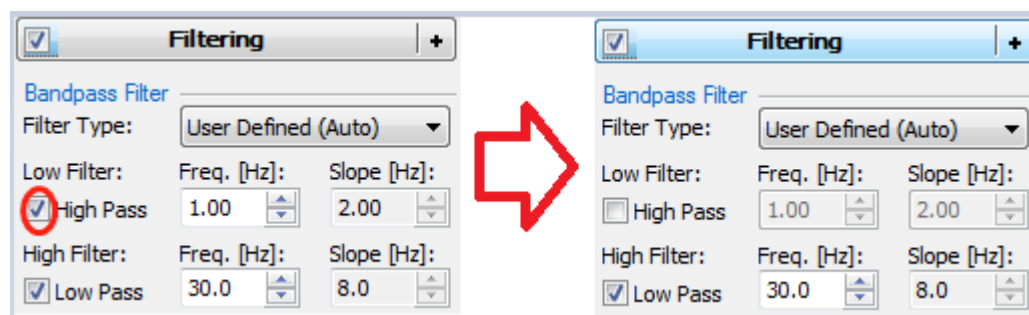 Filtering +
Bandpass Filter
Filter Type: User Defined (Auto)
Low Filter: Freq. [Hz]: Slope [Hz]:
High Pass 1.00 2.00
High Filter: Freq. [Hz]: Slope [Hz]:
Low Pass 30.0 8.0
Filtering +
Bandpass Filter
Filter Type: User Defined (Auto)
Low Filter: Freq. [Hz]: Slope [Hz]:
High Pass 1.00 2.00
High Filter: Freq. [Hz]: Slope [Hz]:
Low Pass 30.0 8.0